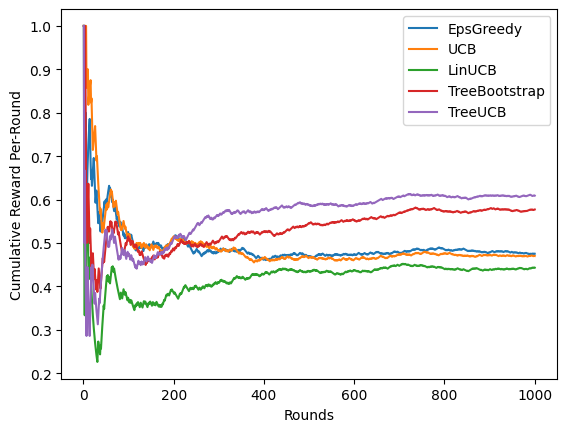 1.0
0.9
0.8
0.7
0.6
0.5
0.4
0.3
0.2
Cumulative Reward Per-Round
EpsGreedy
UCB
LinUCB
TreeBootstrap
TreeUCB
0 200 400 600 800 1000
Rounds